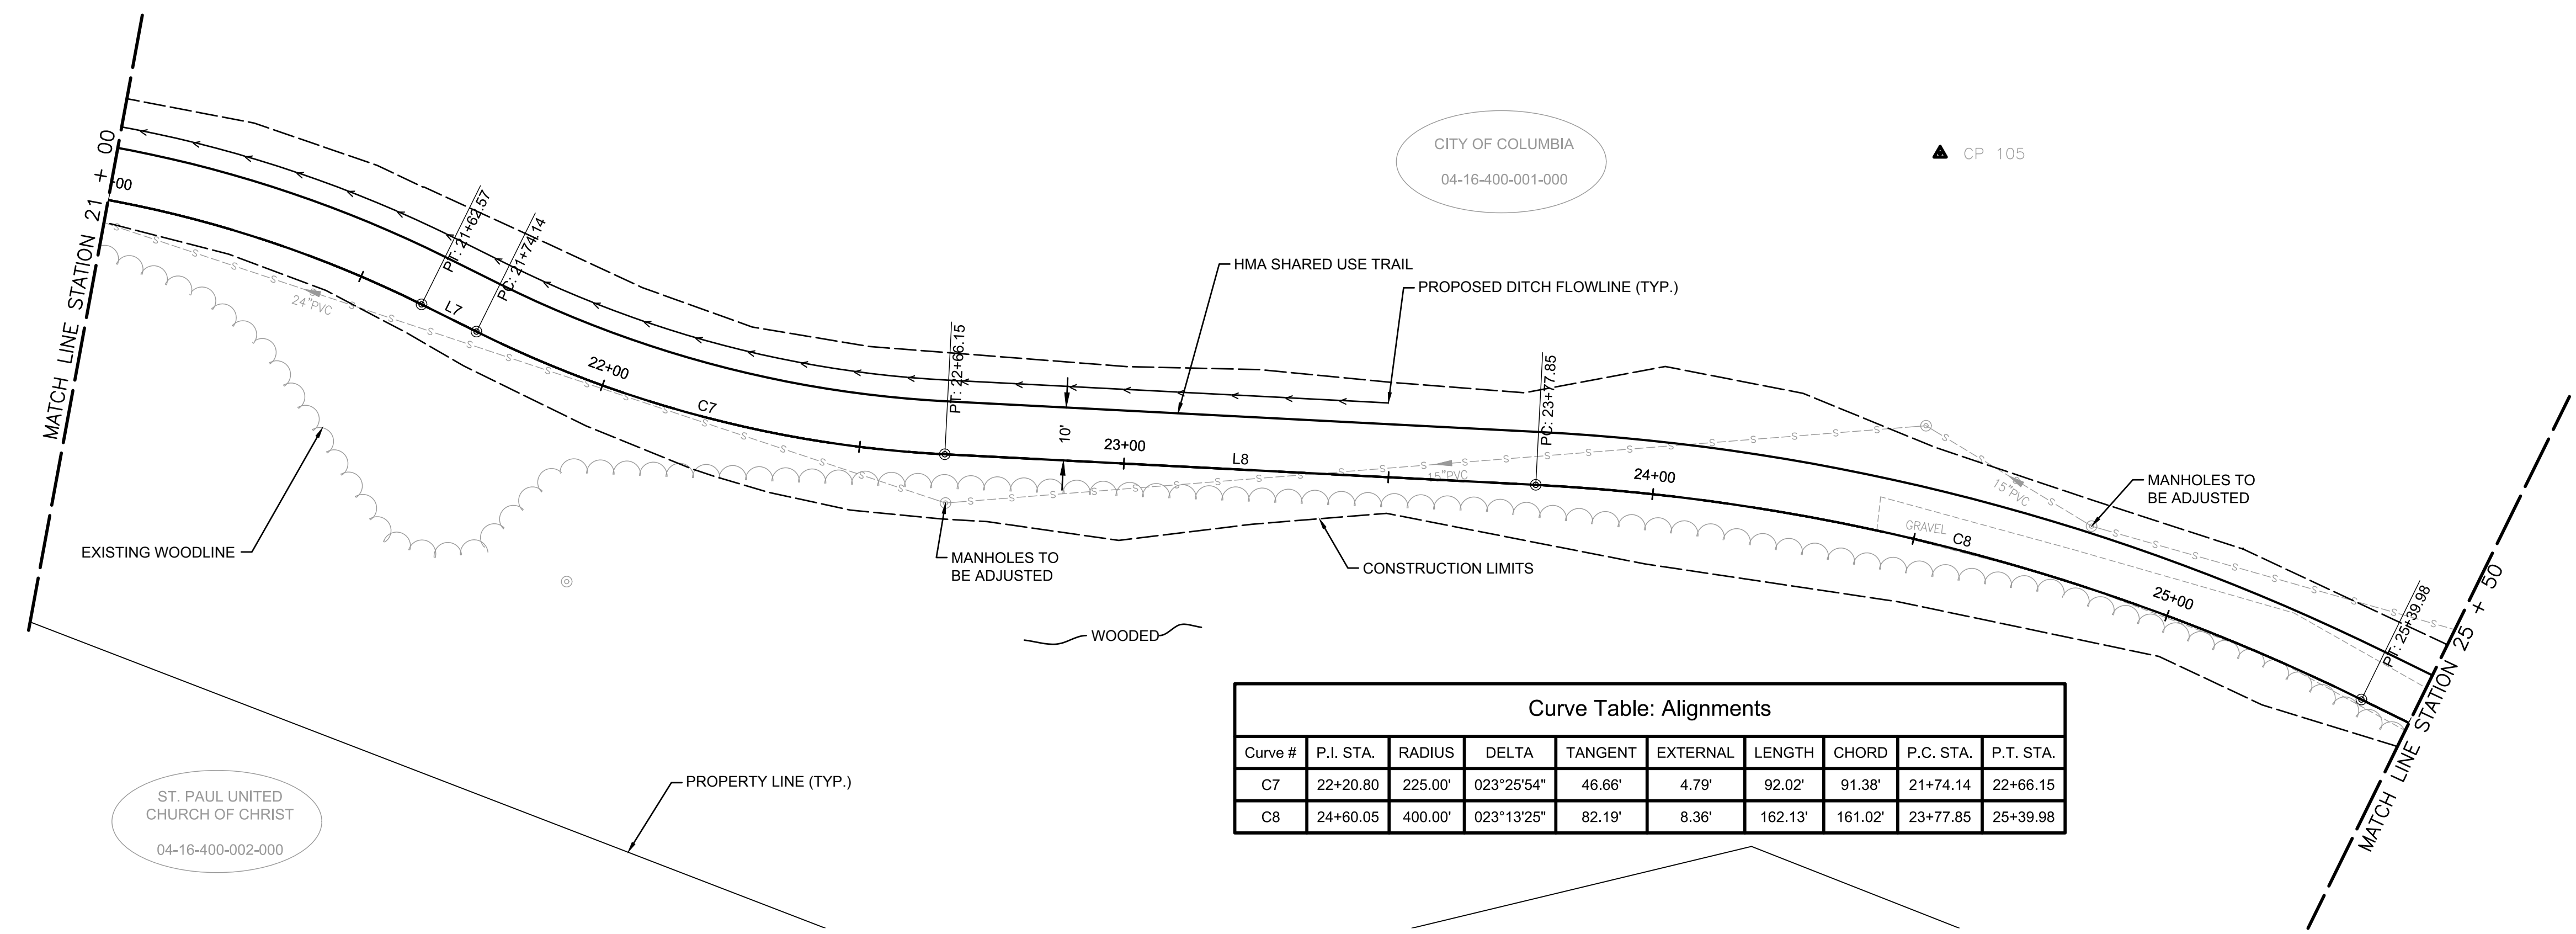 MATCH LINE STATION 21 + 00
+00
PT: 21+62.57
PC: 21+74.14
L7
24"PVC
22+00
C7
PT: 22+66.15
10'
23+00
L8
HMA SHARED USE TRAIL
PROPOSED DITCH FLOWLINE (TYP.)
CITY OF COLUMBIA
04-16-400-001-000
CP 105
PC: 23+77.85
15"PVC
24+00
15"PVC
MANHOLES TO
BE ADJUSTED
GRAVEL
C8
25+00
PT: 25+39.98
MATCH LINE STATION 25 + 50
EXISTING WOODLINE
MANHOLES TO
BE ADJUSTED
CONSTRUCTION LIMITS
WOODED
PROPERTY LINE (TYP.)
ST. PAUL UNITED
CHURCH OF CHRIST
04-16-400-002-000
Curve Table: Alignments
Curve # P.I. STA. RADIUS DELTA TANGENT EXTERNAL LENGTH CHORD P.C. STA. P.T. STA.
C7 22+20.80 225.00' 023°25'54" 46.66' 4.79' 92.02' 91.38' 21+74.14 22+66.15
C8 24+60.05 400.00' 023°13'25" 82.19' 8.36' 162.13' 161.02' 23+77.85 25+39.98